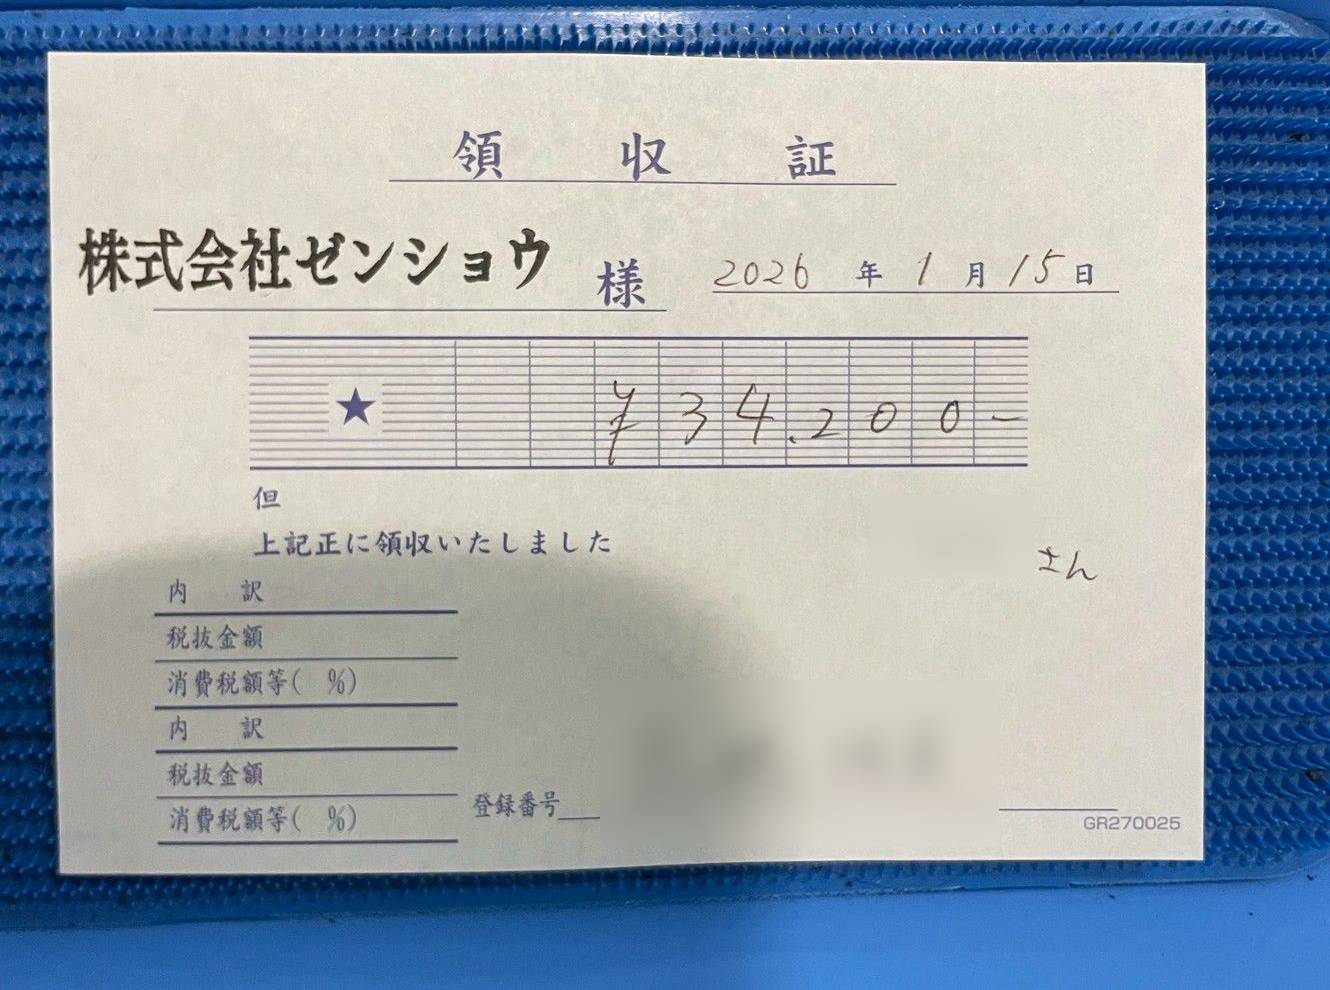 領 収 証
株式会社ゼンショウ 様 2026 年 1 月 15 日
★ ¥34,200-
但
上記正に領収いたしました
さん
内 訳
税抜金額
消費税額等( %)
内 訳
税抜金額
消費税額等( %)
登録番号
GR270025